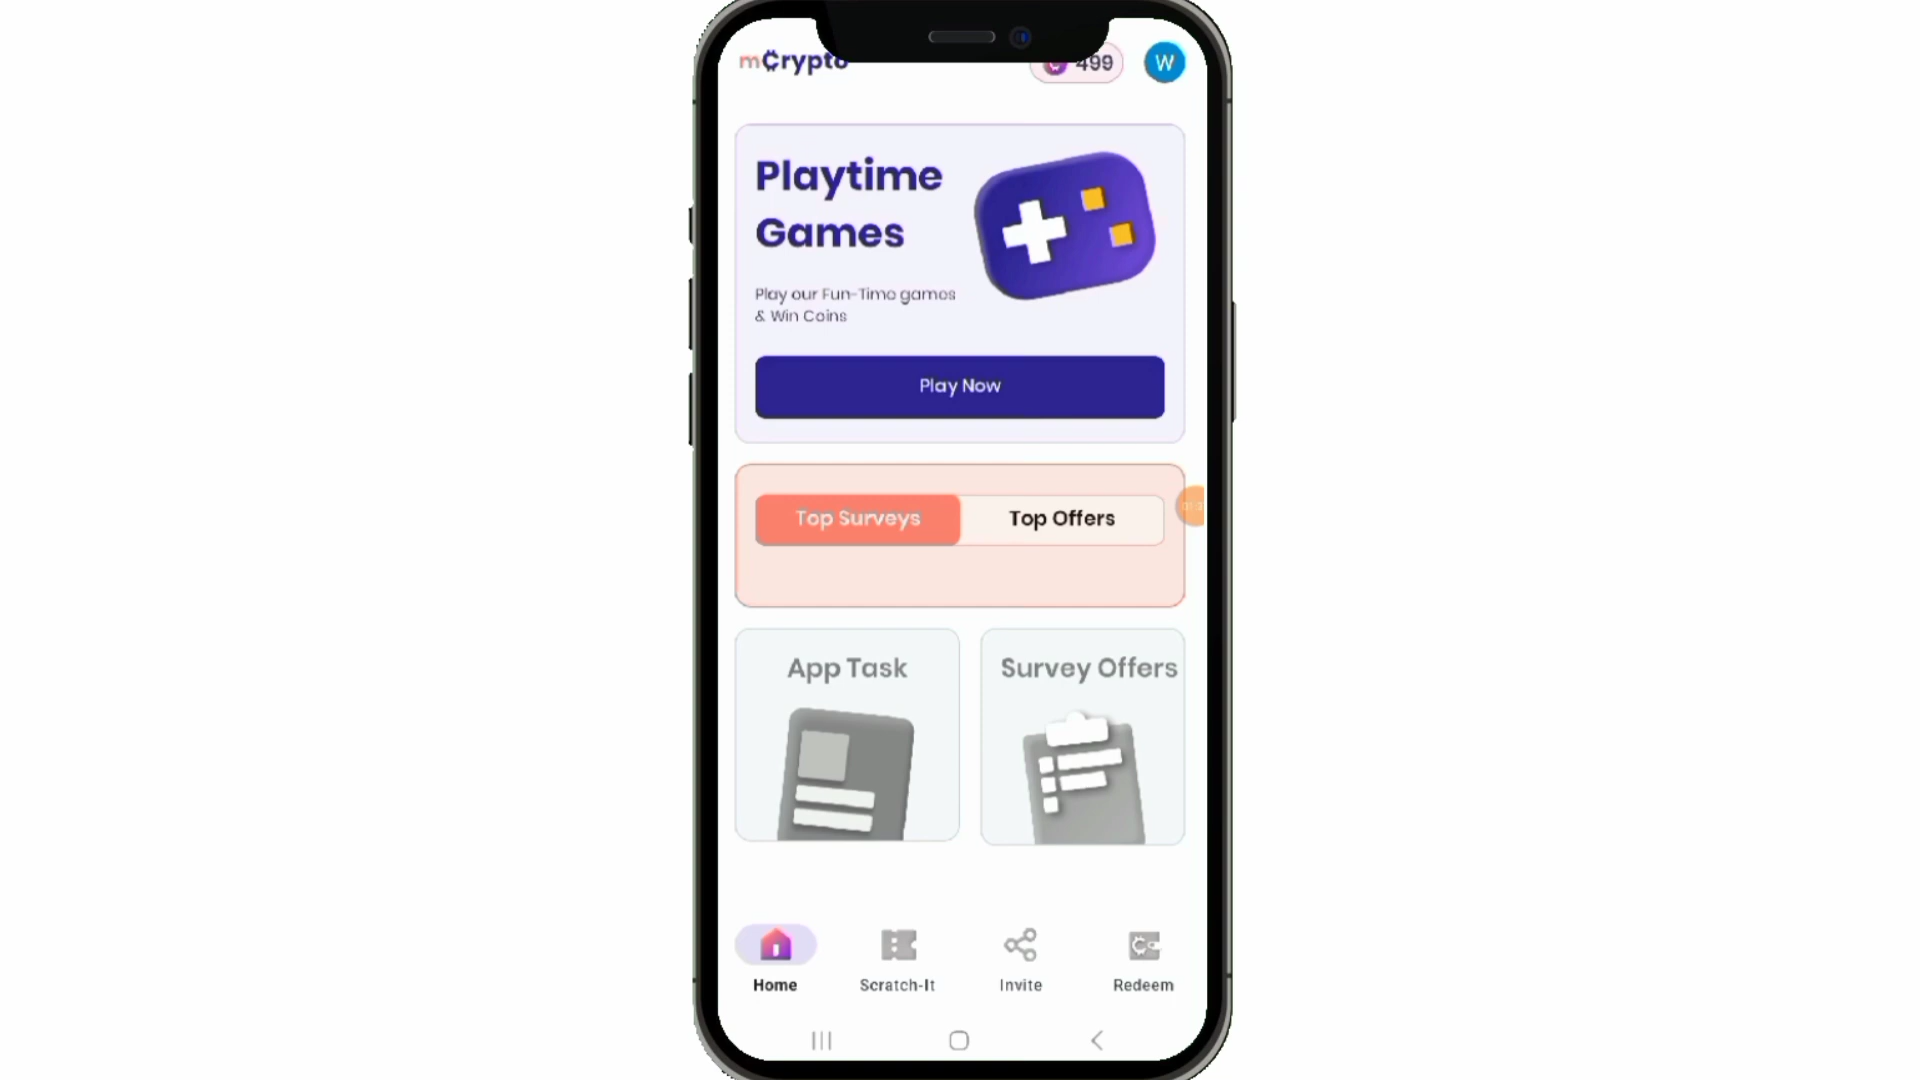 mCrypto
499
W
Playtime
Games
Play our Fun-Time games
& Win Coins
Play Now
Top Surveys
Top Offers
App Task
Survey Offers
Home
Scratch-It
Invite
Redeem